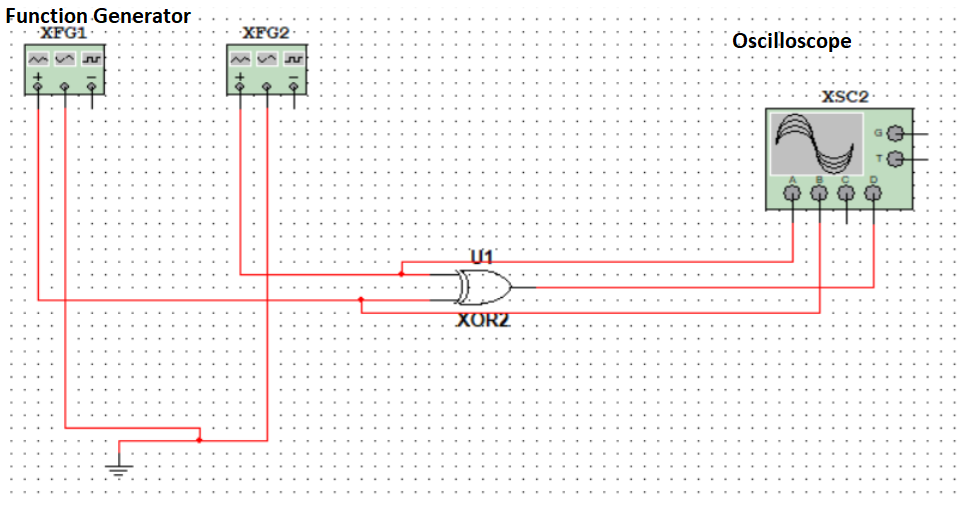 Function Generator
XFG1
XFG2
Oscilloscope
XSC2
+
−
+
−
G
T
A B C D
U1
XOR2